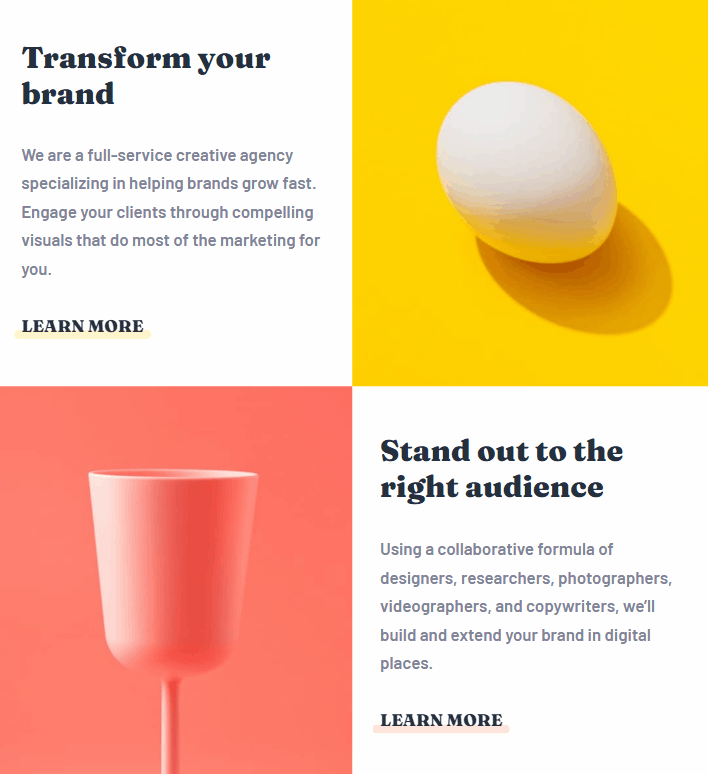 Transform your
brand
We are a full-service creative agency
specializing in helping brands grow fast.
Engage your clients through compelling
visuals that do most of the marketing for
you.
LEARN MORE
Stand out to the
right audience
Using a collaborative formula of
designers, researchers, photographers,
videographers, and copywriters, we’ll
build and extend your brand in digital
places.
LEARN MORE